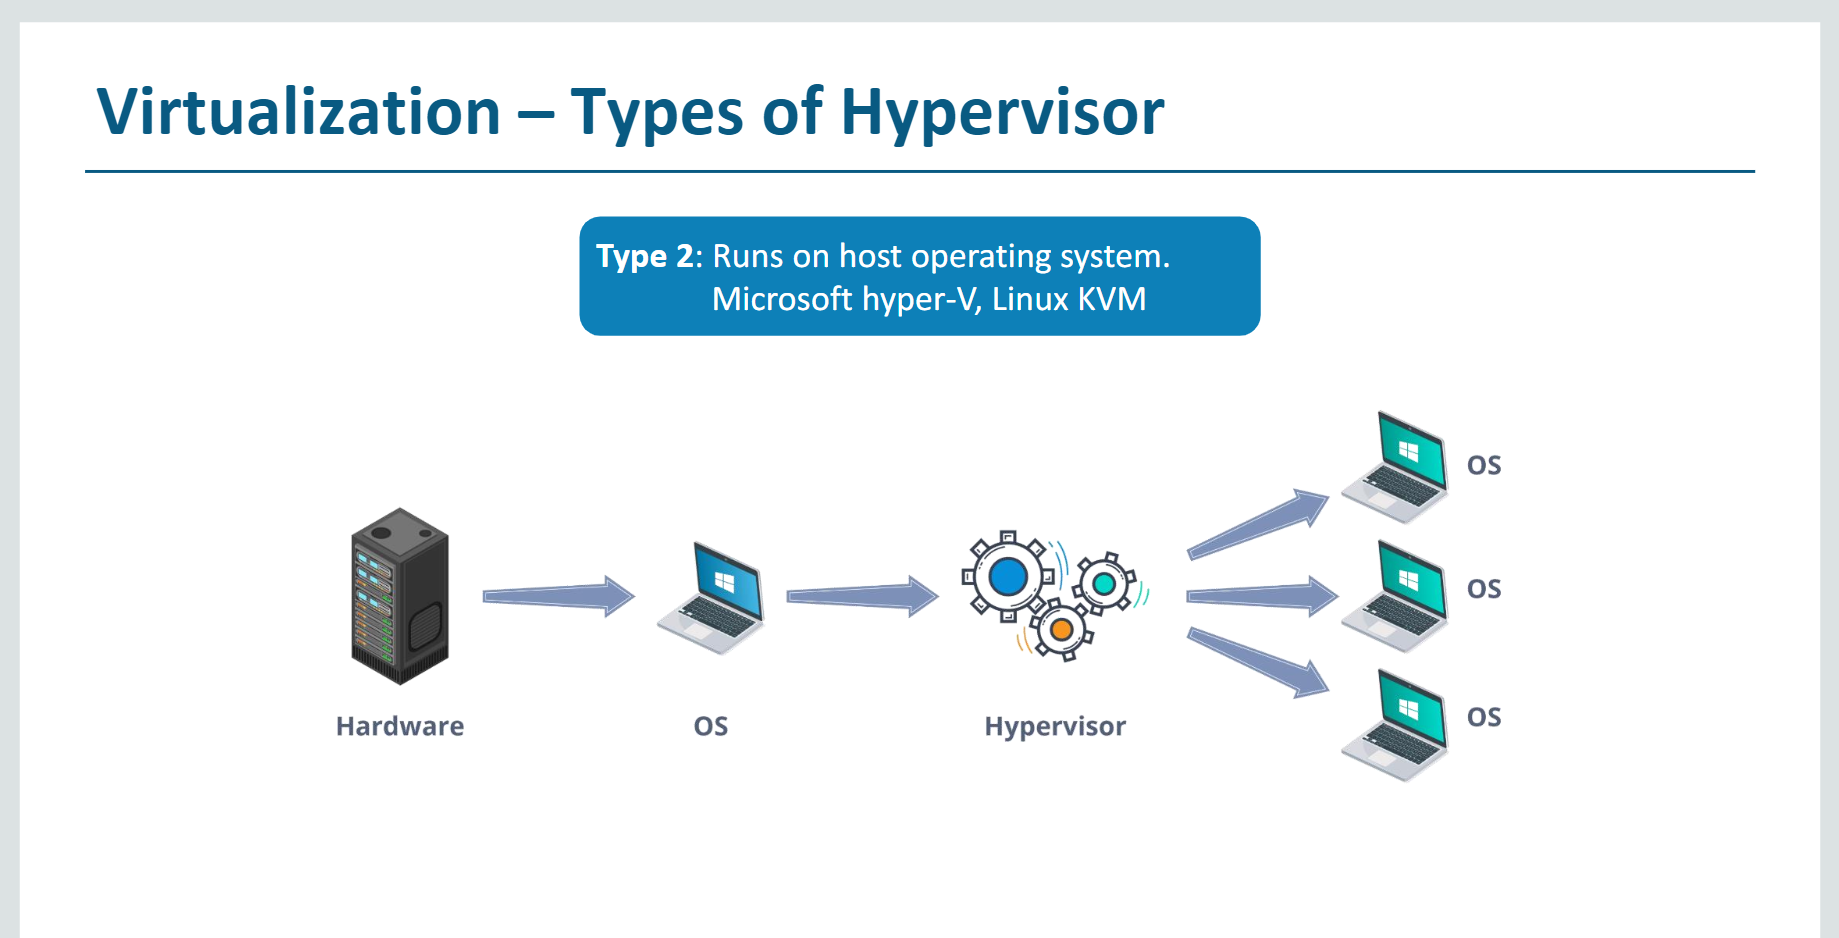 Virtualization – Types of Hypervisor
Type 2: Runs on host operating system.
Microsoft hyper-V, Linux KVM
OS
OS
OS
Hardware
OS
Hypervisor